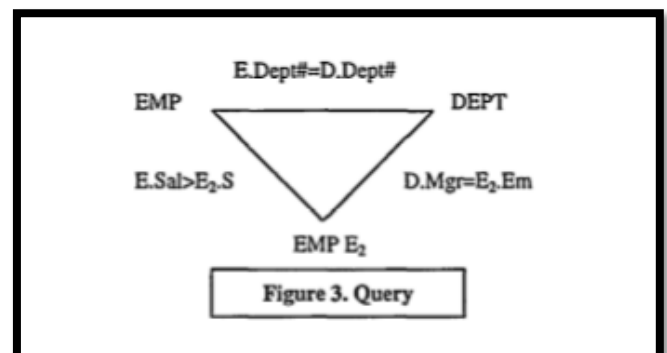 E.Dept#=D.Dept#
EMP DEPT
E.Sal>E₂.S D.Mgr=E₂.Em
EMP E₂
Figure 3. Query